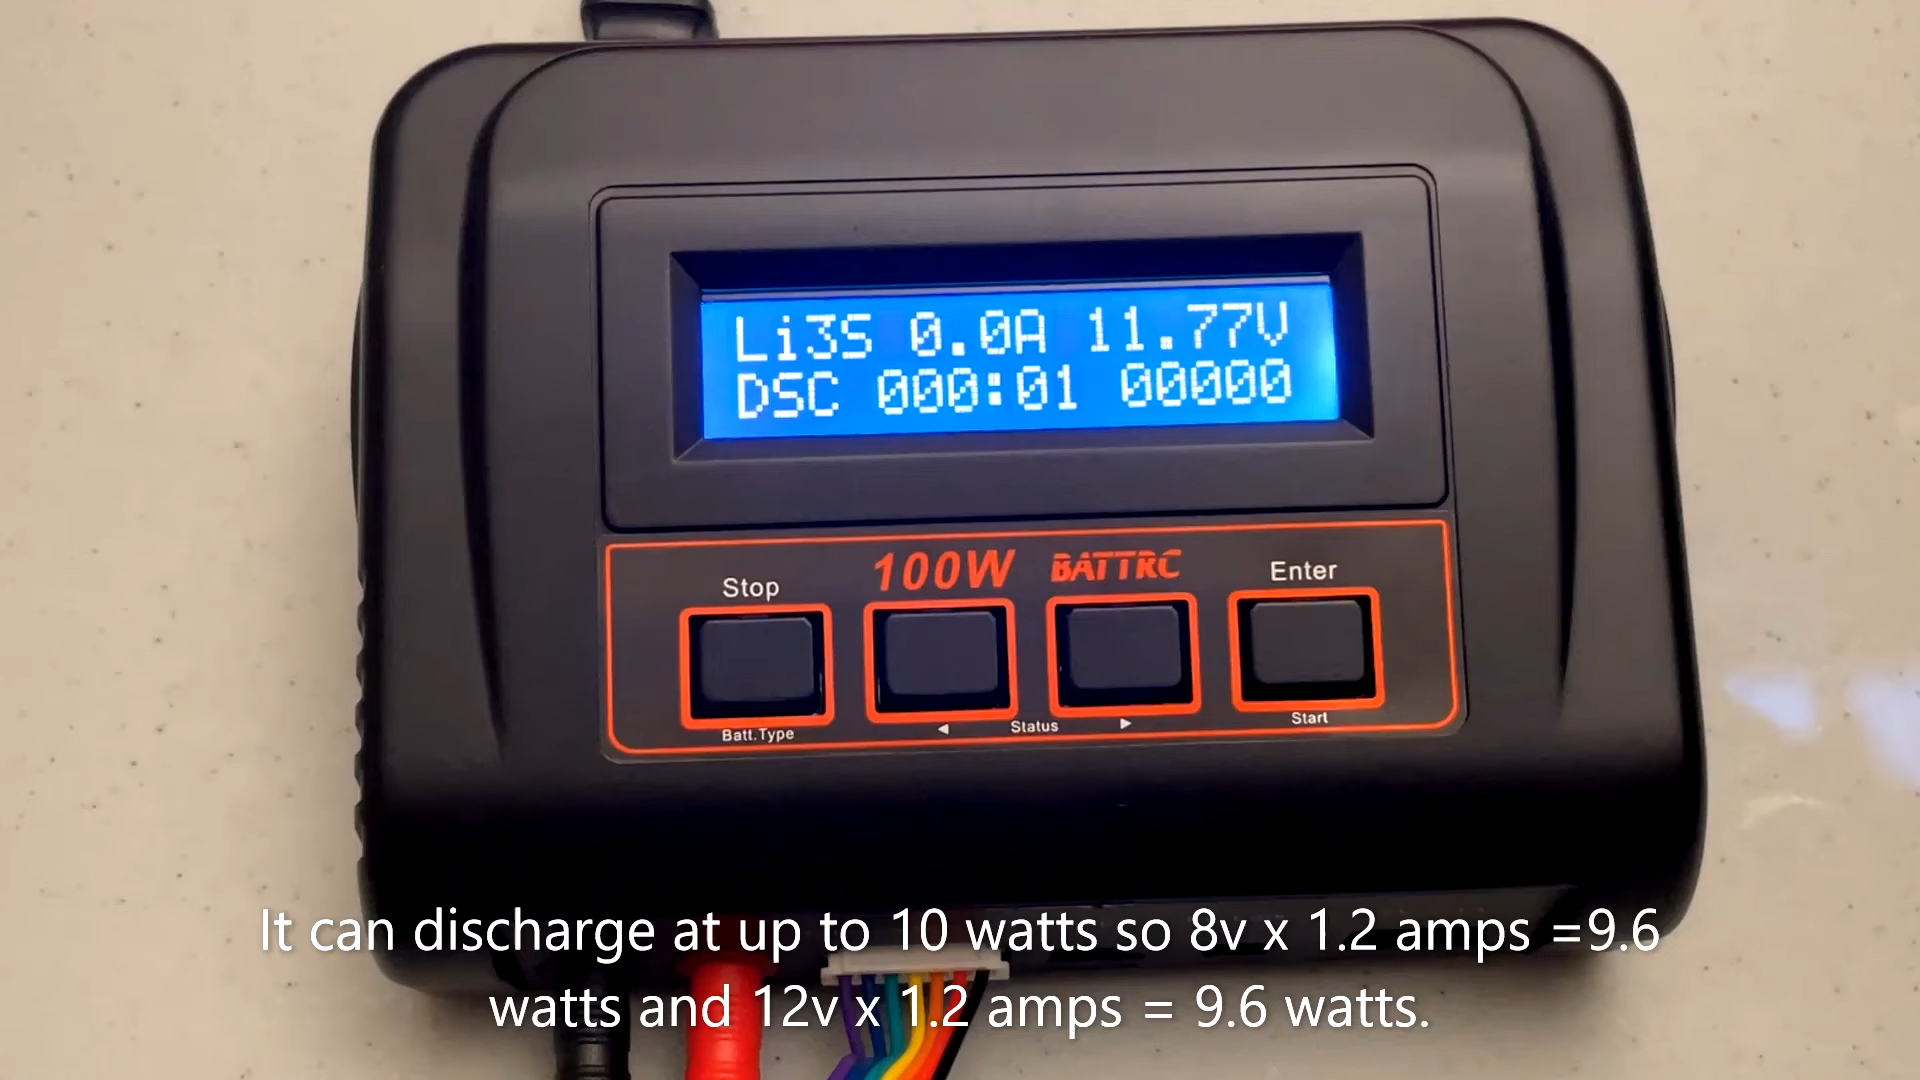 Li3S 0.0A 11.77V
DSC 000:01 00000
100W BATTRC
Stop
Enter
Batt.Type
◀ Status ▶
Start
It can discharge at up to 10 watts so 8v x 1.2 amps =9.6
watts and 12v x 1.2 amps = 9.6 watts.